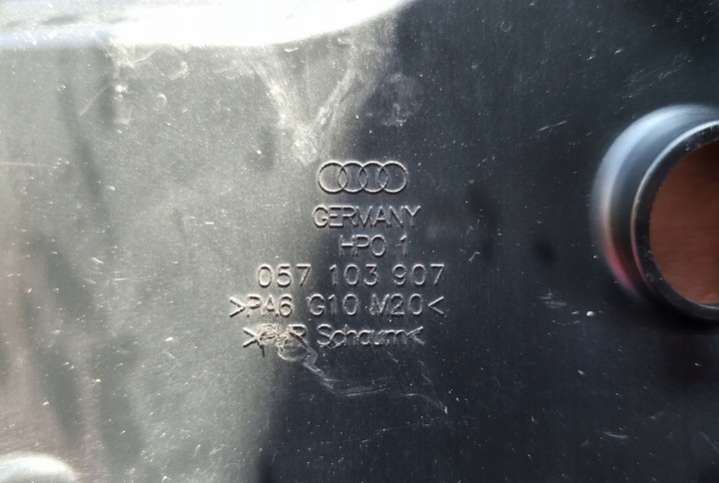 GERMANY
HPO 1
057 103 907
>PA6 G10 M20<
Schaum<